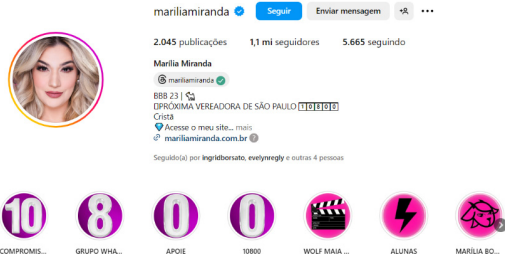 mariliamiranda
Seguir
Enviar mensagem
2.045 publicações 1,1 mi seguidores 5.665 seguindo
Marília Miranda
mariliamiranda
BBB 23 |
PRÓXIMA VEREADORA DE SÃO PAULO 10800
Cristã
Acesse o meu site... mais
mariliamiranda.com.br
Seguido(a) por ingridborsato, evelynregly e outras 4 pessoas
10 8 0 0
COMPROMIS... GRUPO WHA... APOIE 10800 WOLF MAIA ... ALUNAS MARÍLIA BO...